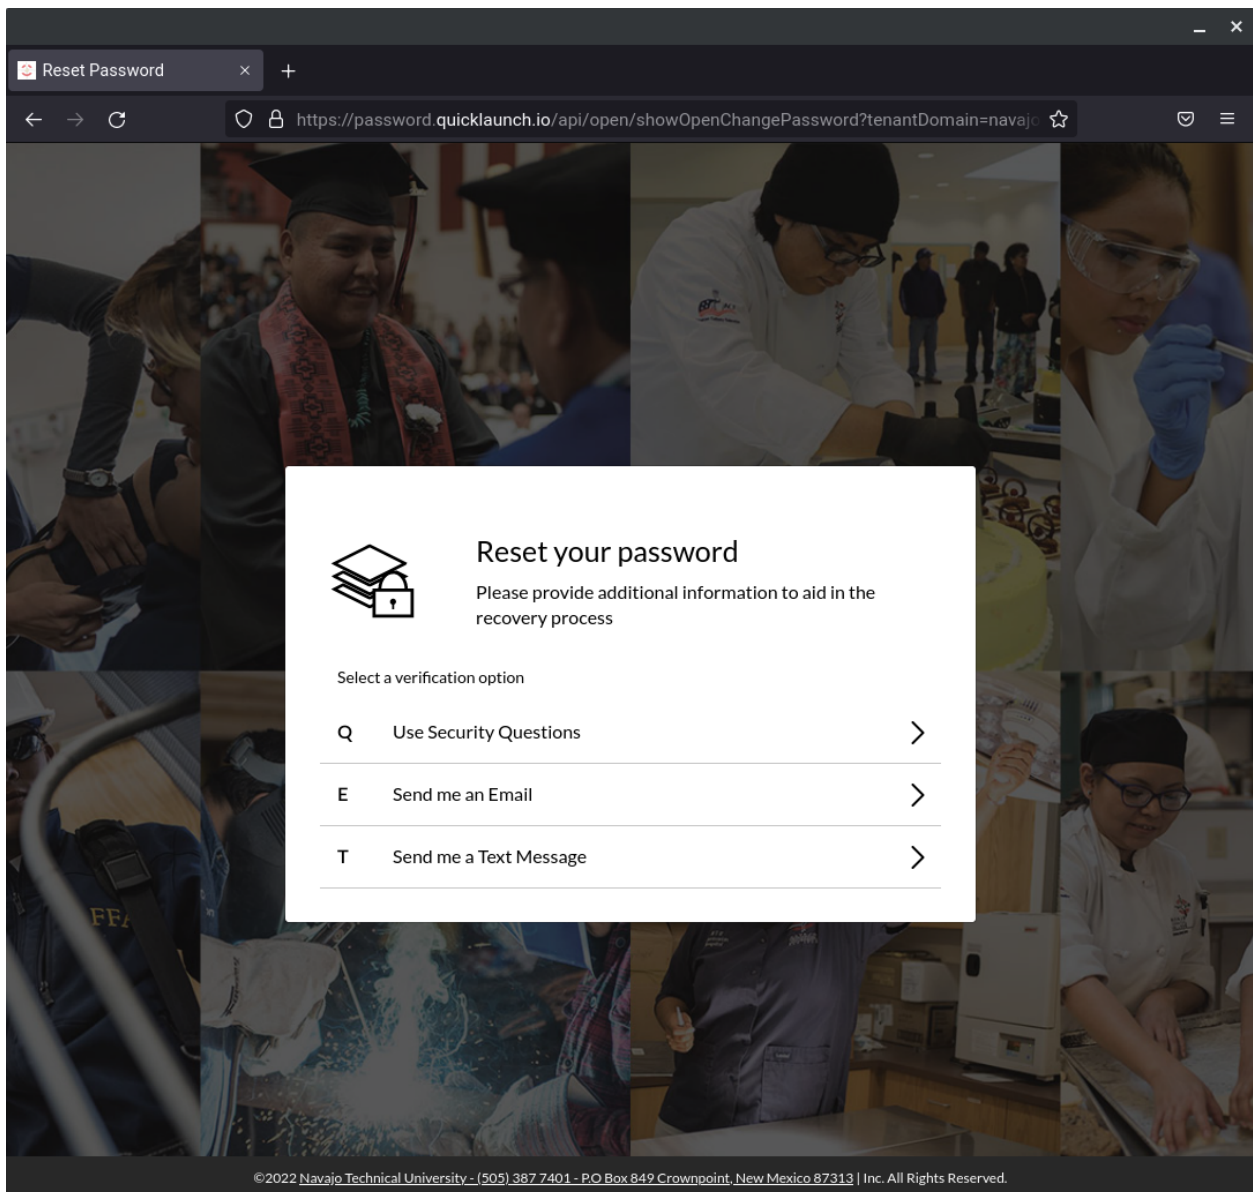 Reset Password
https://password.quicklaunch.io/api/open/showOpenChangePassword?tenantDomain=navajo
Reset your password
Please provide additional information to aid in the
recovery process
Select a verification option
Q Use Security Questions
E Send me an Email
T Send me a Text Message
FFA
©2022 Navajo Technical University - (505) 387 7401 - P.O Box 849 Crownpoint, New Mexico 87313 | Inc. All Rights Reserved.